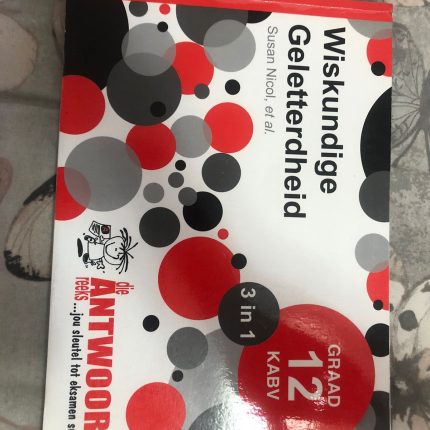 Wiskundige
Geletterdheid
Susan Nicol, et al.
GRAAD
12
KABV
3 in 1
die
ANTWOOR
reeks
...jou sleutel tot eksamen su